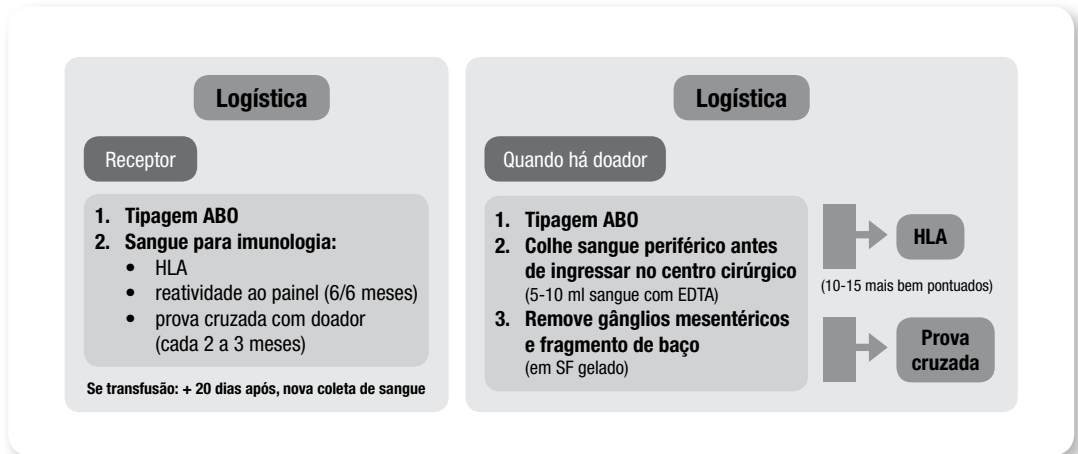 Logística
Receptor
1. Tipagem ABO
2. Sangue para imunologia:
• HLA
• reatividade ao painel (6/6 meses)
• prova cruzada com doador
(cada 2 a 3 meses)
Se transfusão: + 20 dias após, nova coleta de sangue
Logística
Quando há doador
1. Tipagem ABO
2. Colhe sangue periférico antes
de ingressar no centro cirúrgico
(5-10 ml sangue com EDTA)
3. Remove gânglios mesentéricos
e fragmento de baço
(em SF gelado)
HLA
(10-15 mais bem pontuados)
Prova
cruzada